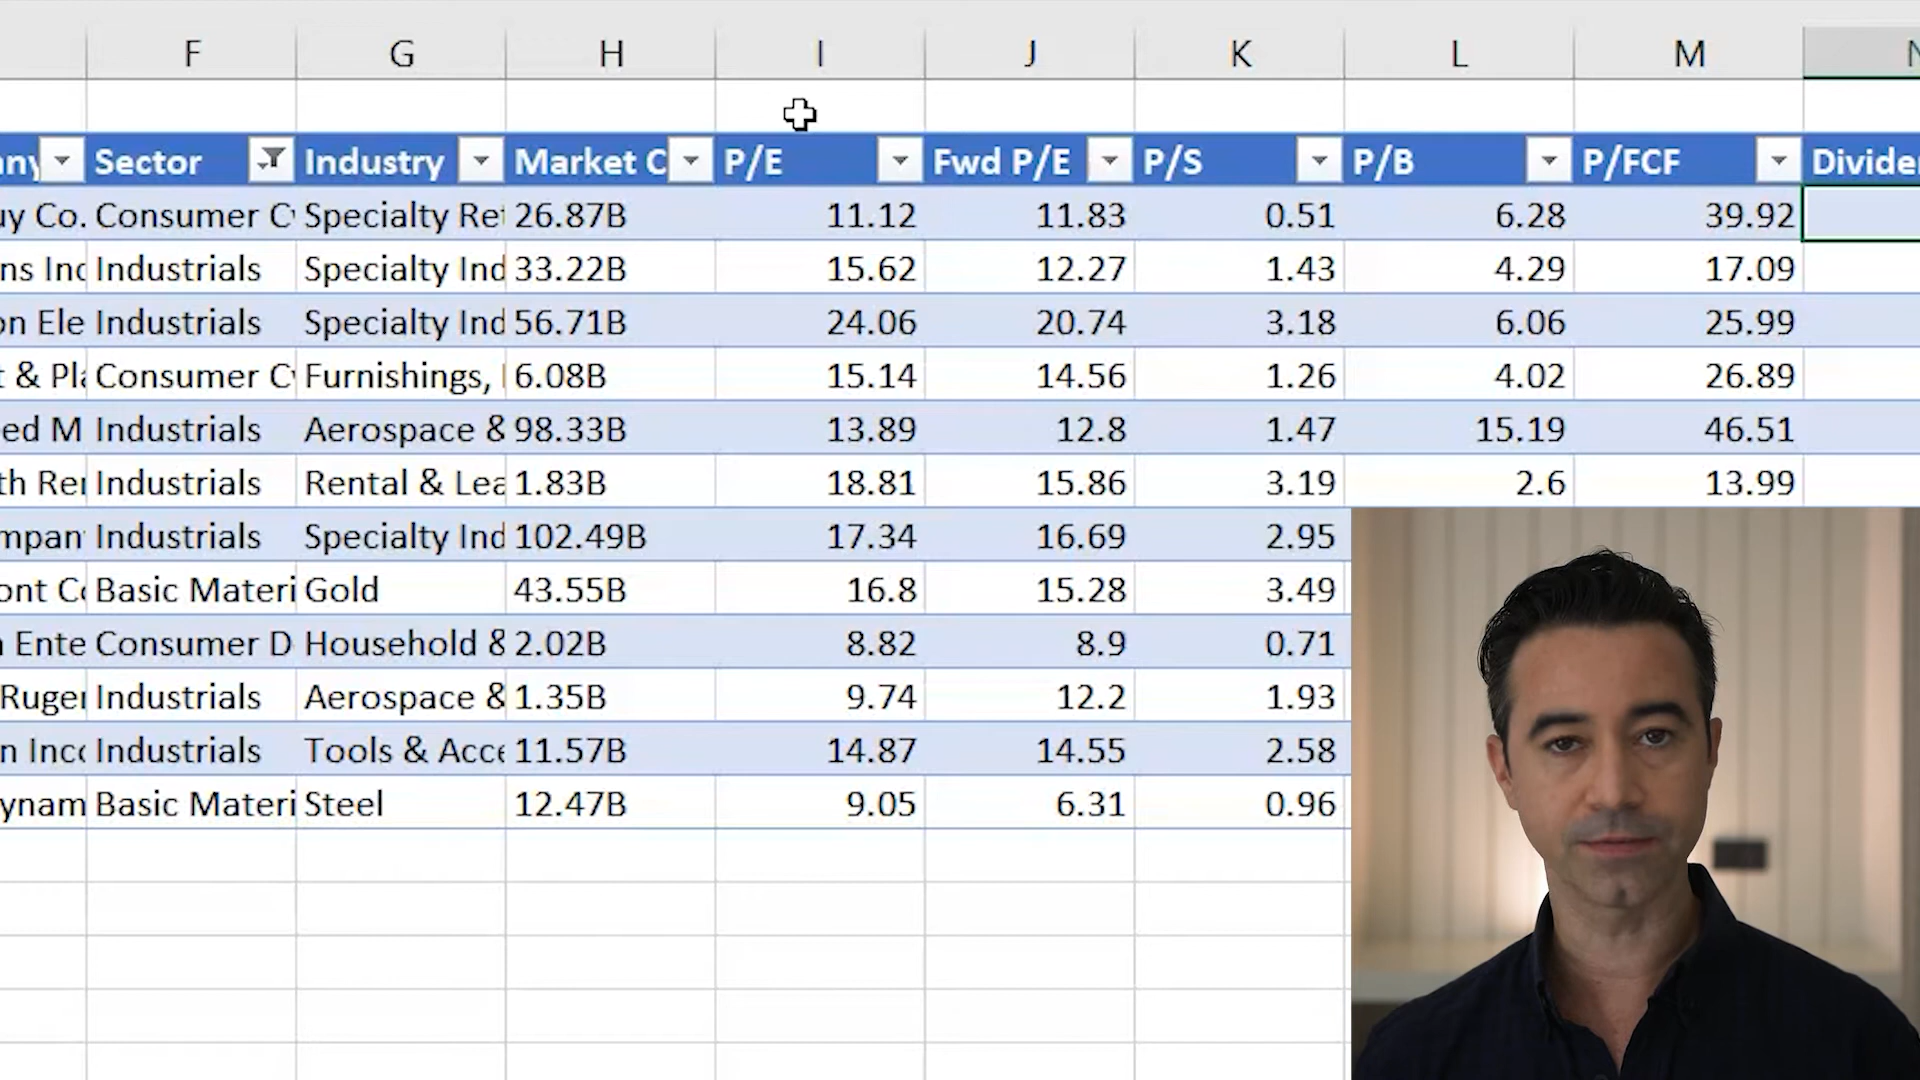 F G H I J K L M
Sector Industry Market C P/E Fwd P/E P/S P/B P/FCF
uy Co. Consumer C Specialty Ret 26.87B 11.12 11.83 0.51 6.28 39.92
ns Inc Industrials Specialty Ind 33.22B 15.62 12.27 1.43 4.29 17.09
on Ele Industrials Specialty Ind 56.71B 24.06 20.74 3.18 6.06 25.99
t & Pla Consumer Cy Furnishings, 6.08B 15.14 14.56 1.26 4.02 26.89
ed M Industrials Aerospace & 98.33B 13.89 12.8 1.47 15.19 46.51
th Ren Industrials Rental & Lea 1.83B 18.81 15.86 3.19 2.6 13.99
mpan Industrials Specialty Ind 102.49B 17.34 16.69 2.95
ont Co Basic Materi Gold 43.55B 16.8 15.28 3.49
Ente Consumer D Household & 2.02B 8.82 8.9 0.71
Ruger Industrials Aerospace & 1.35B 9.74 12.2 1.93
n Inco Industrials Tools & Acce 11.57B 14.87 14.55 2.58
ynam Basic Materi Steel 12.47B 9.05 6.31 0.96